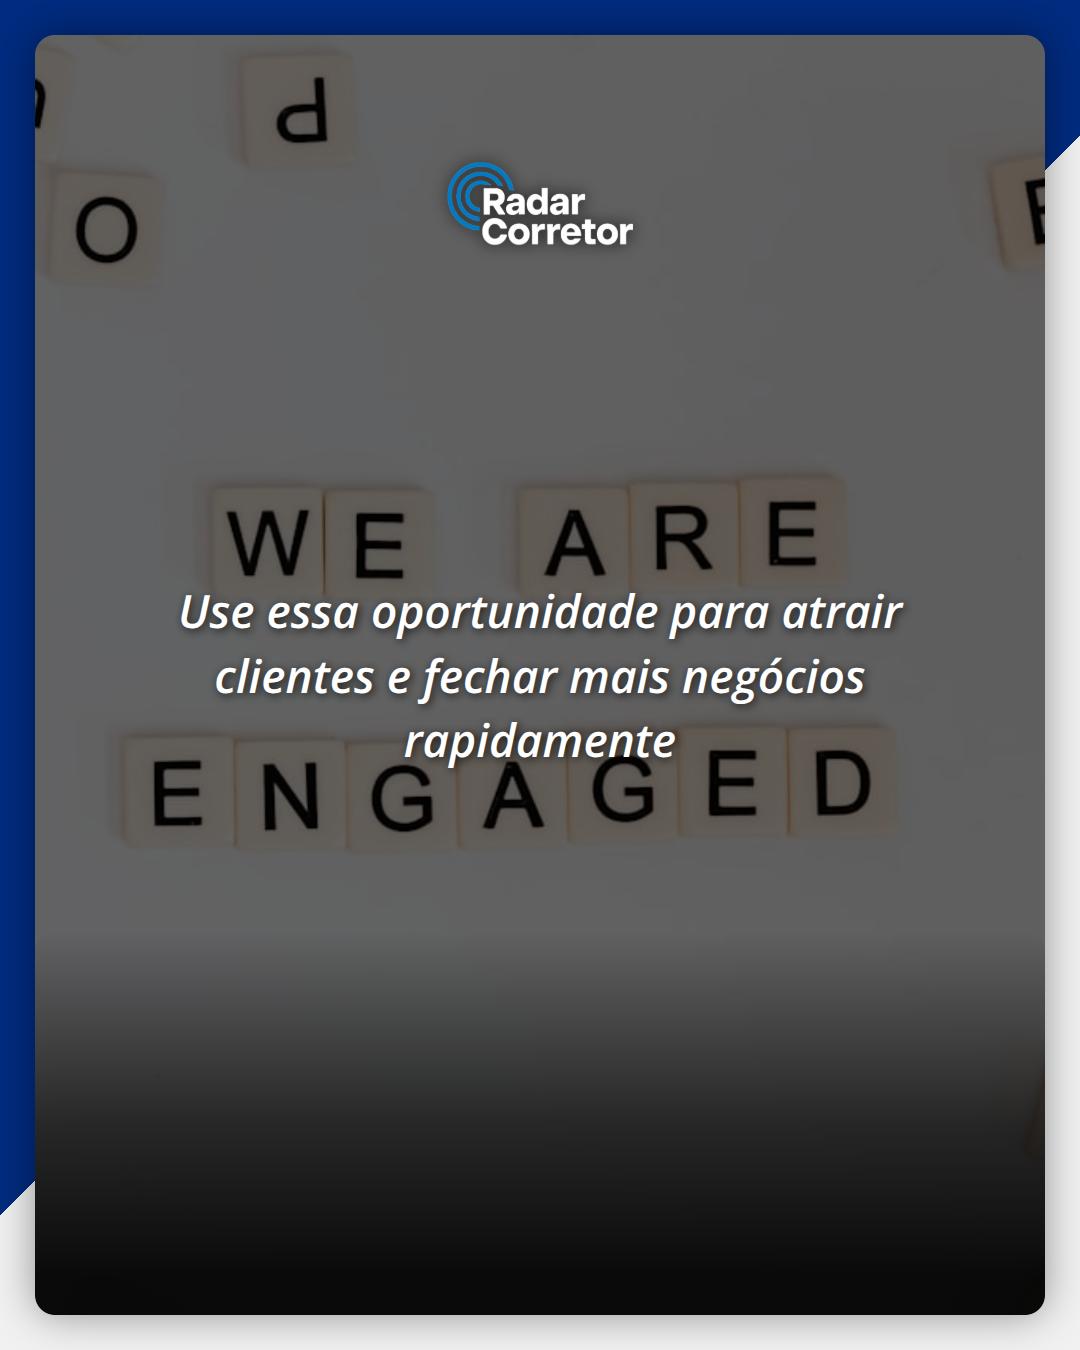 P
O
Radar
Corretor
WE ARE
Use essa oportunidade para atrair
clientes e fechar mais negócios
rapidamente
ENGAGED